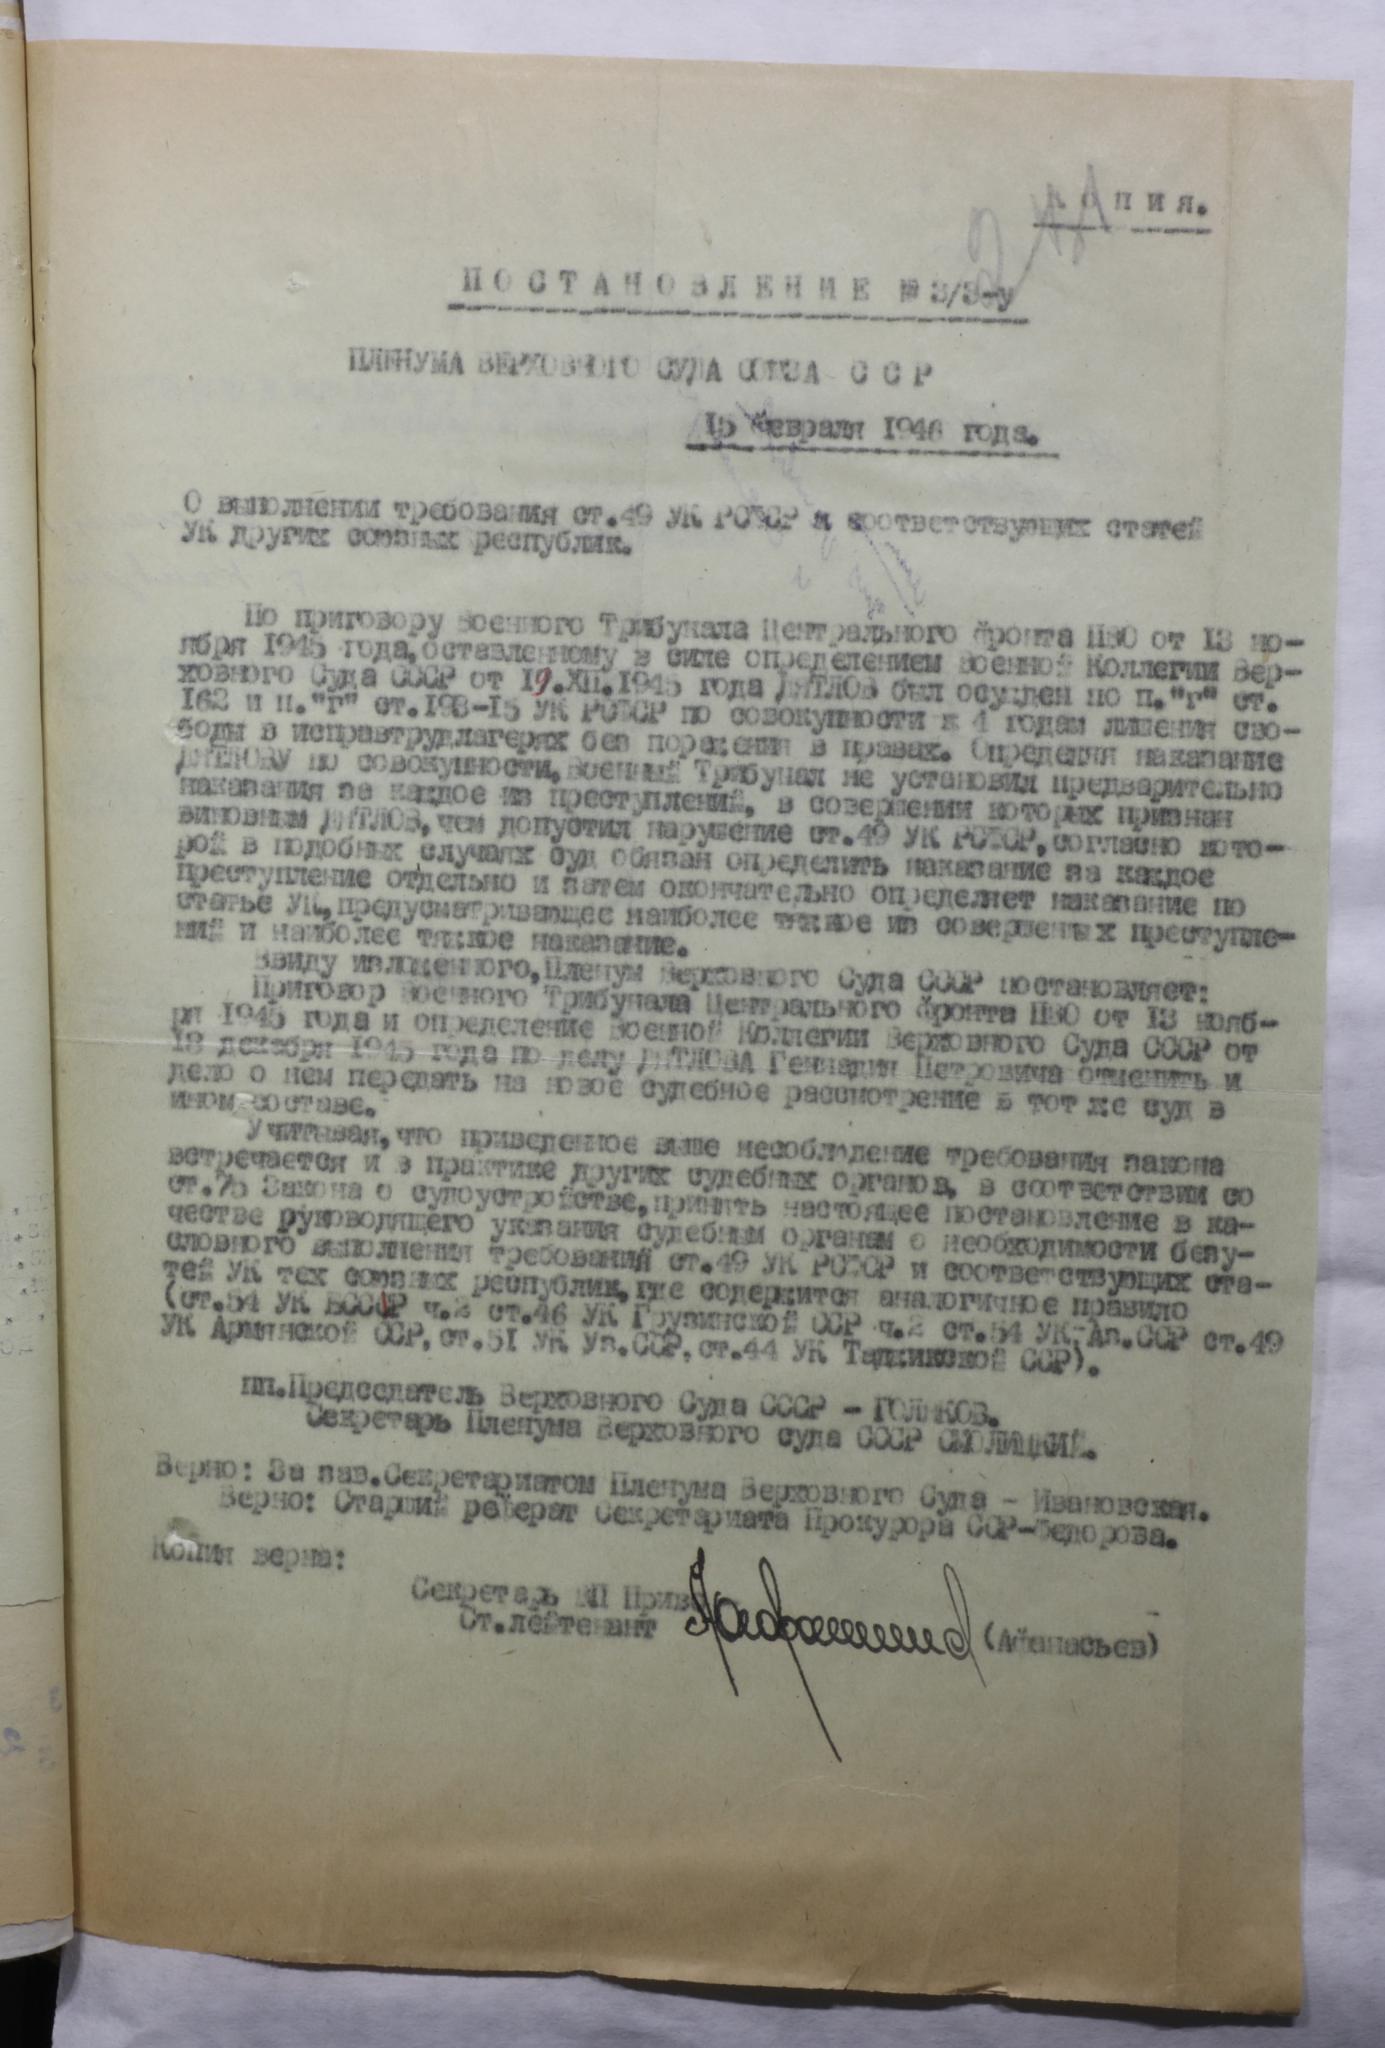 Копия.
ПОСТАНОВЛЕНИЕ № 3/3-у
ПЛЕНУМА ВЕРХОВНОГО СУДА СОЮЗА С С Р
15 февраля 1946 года.
О выполнении требования ст.49 УК РСФСР и соответствующих статей
УК других союзных республик.
По приговору Военного Трибунала Центрального фронта ПВО от 13 но-
ября 1945 года, оставленному в силе определением Военной Коллегии Вер-
ховного Суда СССР от 19.XII.1945 года ДЯТЛОВ был осужден по п."г" ст.
162 и п."г" ст.193-15 УК РСФСР по совокупности к 4 годам лишения сво-
боды в исправтрудлагерях без поражения в правах. Определяя наказание
ДЯТЛОВУ по совокупности, Военный Трибунал не установил предварительно
наказания за каждое из преступлений, в совершении которых признан
виновным ДЯТЛОВ, чем допустил нарушение ст.49 УК РСФСР, согласно кото-
рой в подобных случаях суд обязан определить наказание за каждое
преступление отдельно и затем окончательно определяет наказание по
статье УК, предусматривающее наиболее тяжкое из совершенных преступле-
ний и наиболее тяжкое наказание.
Ввиду изложенного, Пленум Верховного Суда СССР постановляет:
Приговор Военного Трибунала Центрального фронта ПВО от 13 нояб-
ря 1945 года и определение Военной Коллегии Верховного Суда СССР от
18 декабря 1945 года по делу ДЯТЛОВА Геннадия Петровича отменить и
дело о нем передать на новое судебное рассмотрение в тот же суд в
ином составе.
Учитывая, что приведенное выше несоблюдение требования закона
встречается и в практике других судебных органов, в соответствии со
ст.75 Закона о судоустройстве, принять настоящее постановление в ка-
честве руководящего указания судебным органам о необходимости безу-
словного выполнения требований ст.49 УК РСФСР и соответствующих ста-
тей УК тех союзных республик, где содержится аналогичное правило
(ст.54 УК БССР ч.2 ст.46 УК Грузинской ССР ч.2 ст.54 УК Аз.ССР ст.49
УК Армянской ССР, ст.51 УК Уз.ССР, ст.44 УК Таджикской ССР).
пп.Председатель Верховного Суда СССР - ГОЛЯКОВ.
Секретарь Пленума Верховного суда СССР СМОЛИЦКИЙ.
Верно: За зав.Секретариатом Пленума Верховного Суда - Ивановская.
Верно: Старший реферат Секретариата Прокурора ССР-Федорова.
Копия верна:
Секретарь ВП
Ст.лейтенант (Афанасьев)